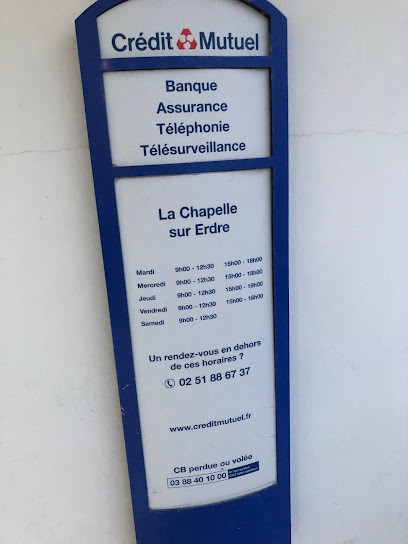 Crédit Mutuel
Banque
Assurance
Téléphonie
Télésurveillance
La Chapelle
sur Erdre
Mardi 9h00 - 12h30 15h00 - 18h00
Mercredi 9h00 - 12h30 15h00 - 18h00
Jeudi 9h00 - 12h30 15h00 - 18h00
Vendredi 9h00 - 12h30 15h00 - 18h00
Samedi 9h00 - 12h30
Un rendez-vous en dehors
de ces horaires ?
02 51 88 67 37
www.creditmutuel.fr
CB perdue ou volée
03 88 40 10 00